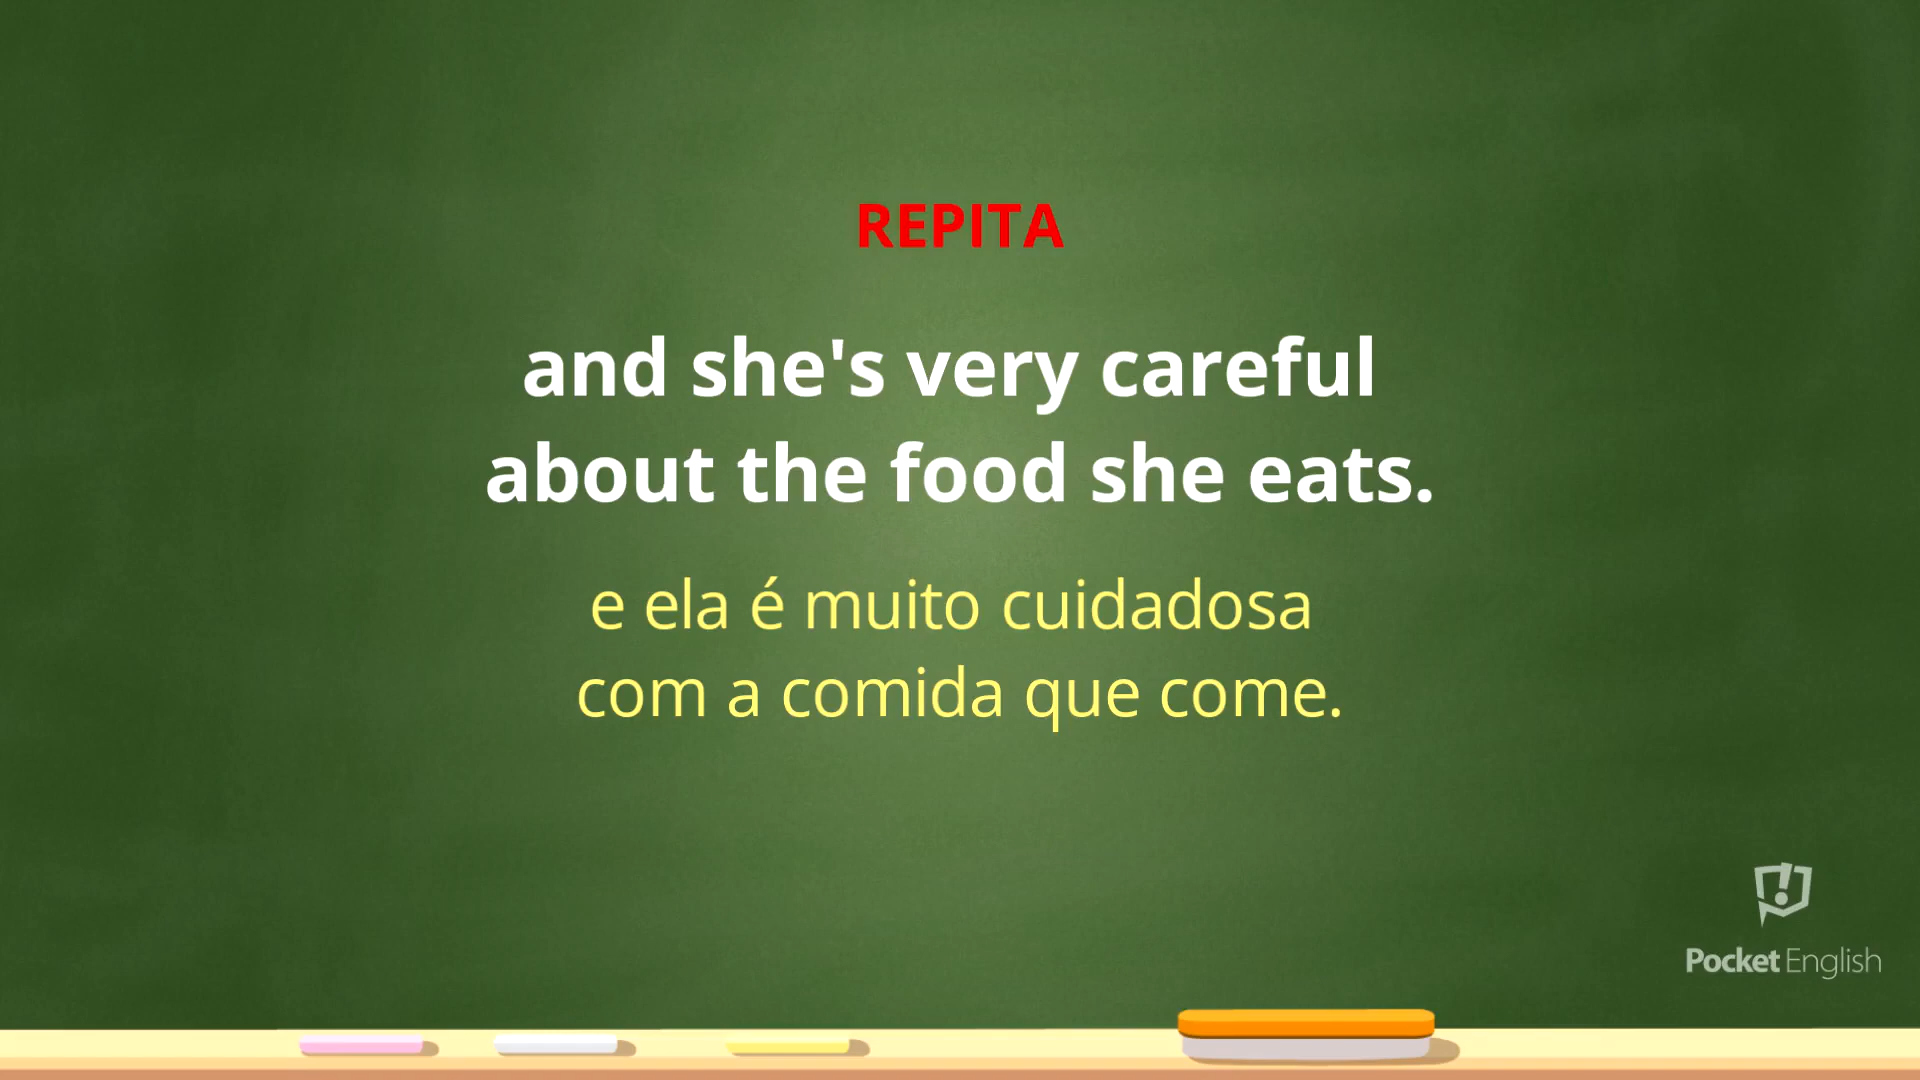 REPITA
and she's very careful
about the food she eats.
e ela é muito cuidadosa
com a comida que come.
Pocket English